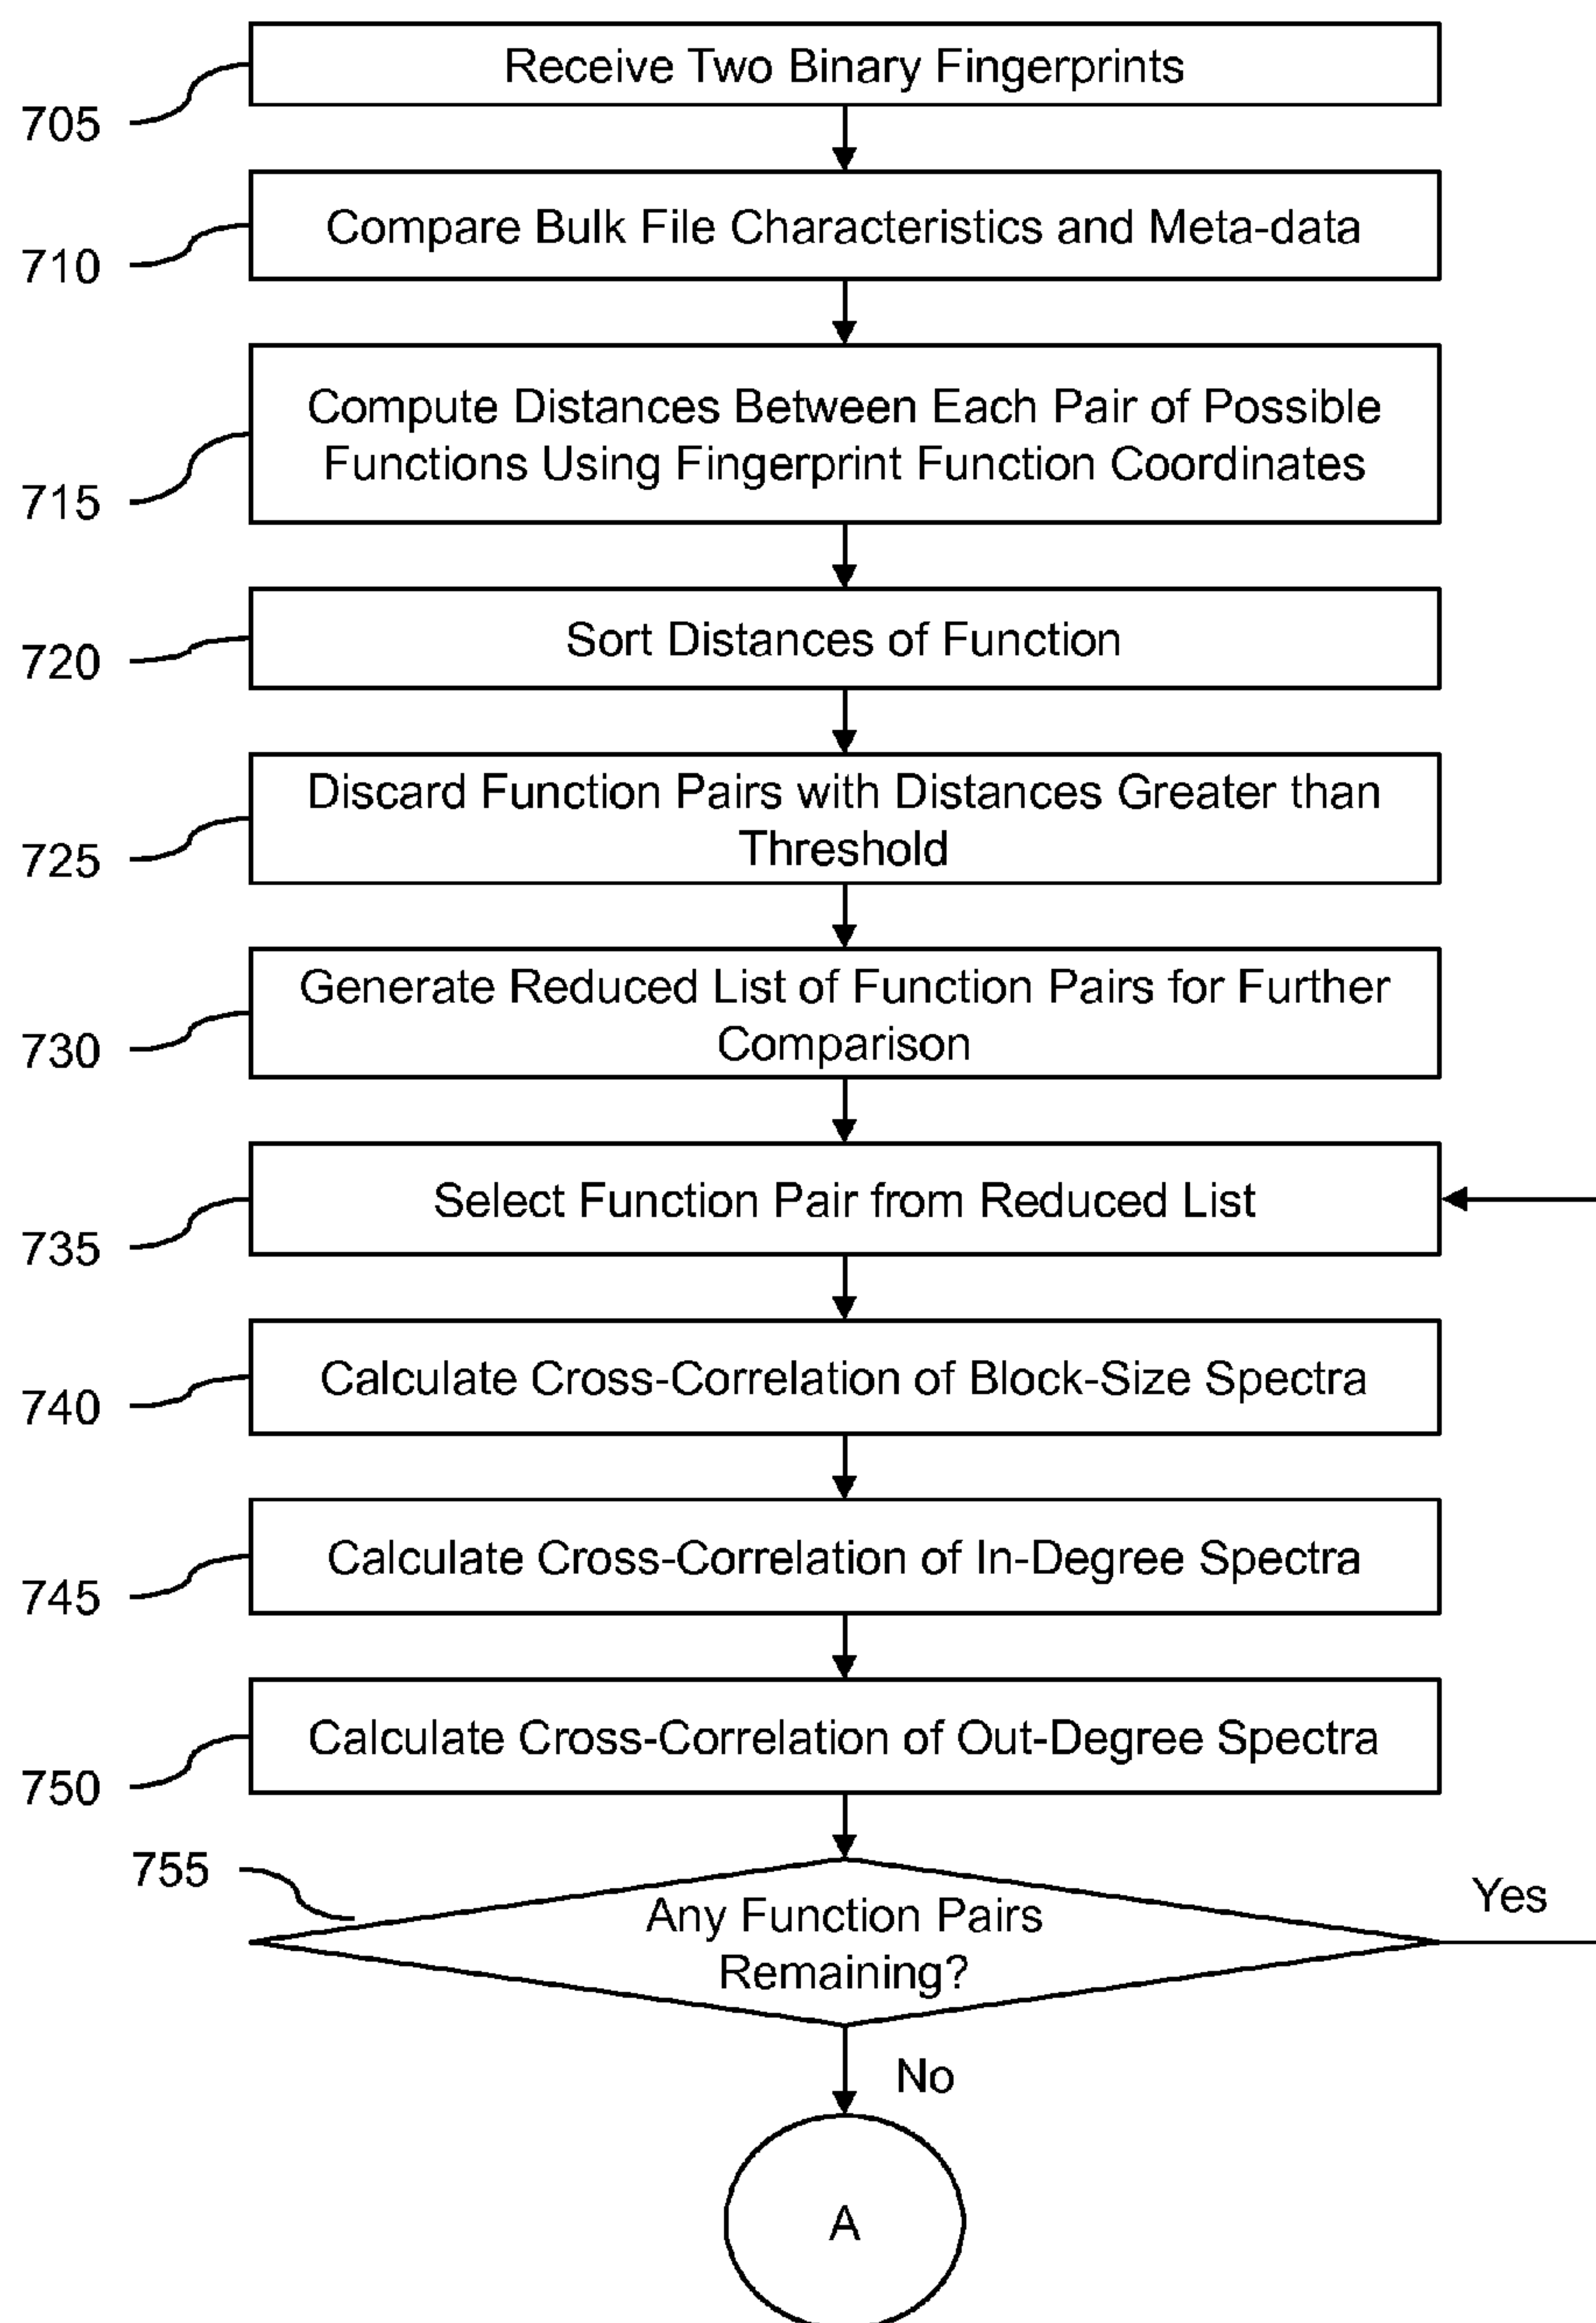 Receive Two Binary Fingerprints
705
Compare Bulk File Characteristics and Meta-data
710
Compute Distances Between Each Pair of Possible
Functions Using Fingerprint Function Coordinates
715
Sort Distances of Function
720
Discard Function Pairs with Distances Greater than
Threshold
725
Generate Reduced List of Function Pairs for Further
Comparison
730
Select Function Pair from Reduced List
735
Calculate Cross-Correlation of Block-Size Spectra
740
Calculate Cross-Correlation of In-Degree Spectra
745
Calculate Cross-Correlation of Out-Degree Spectra
750
755
Any Function Pairs
Remaining?
Yes
No
A